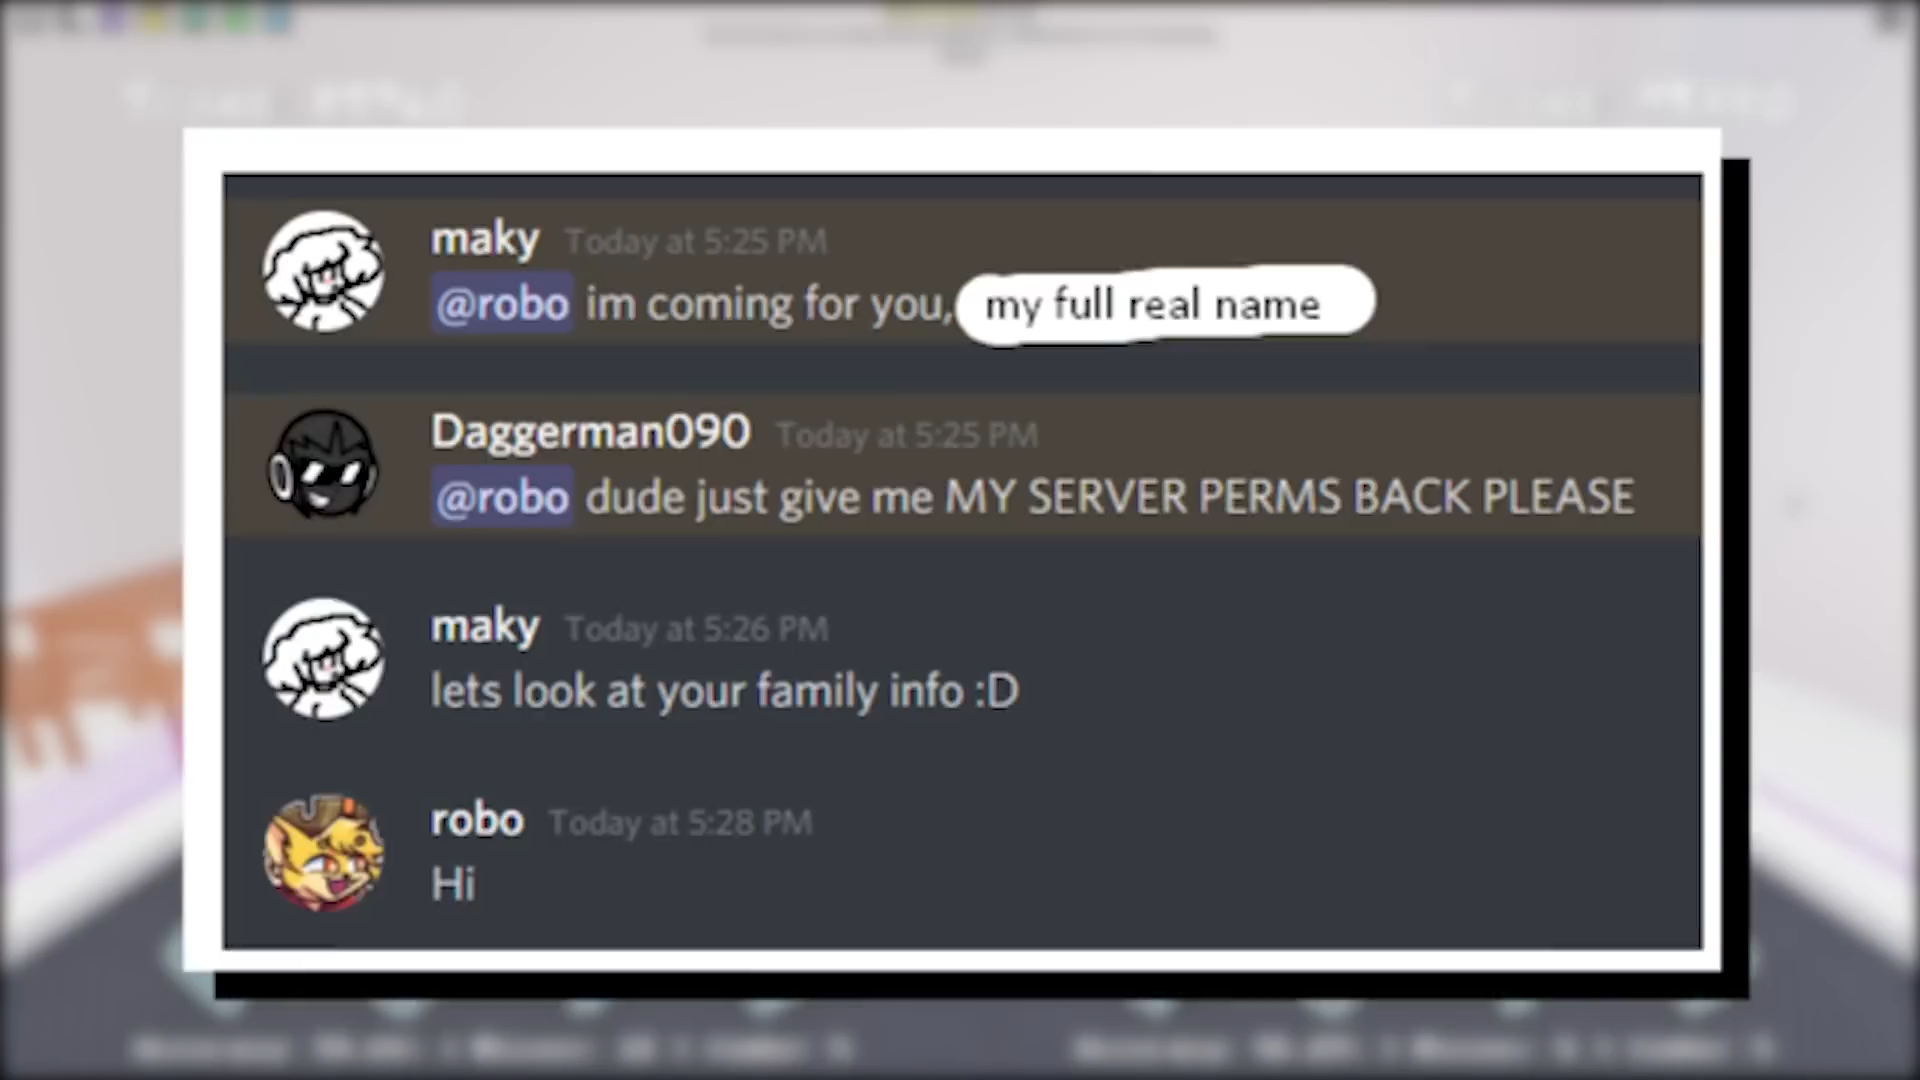 maky Today at 5:25 PM
@robo im coming for you, my full real name
Daggerman090 Today at 5:25 PM
@robo dude just give me MY SERVER PERMS BACK PLEASE
maky Today at 5:26 PM
lets look at your family info :D
robo Today at 5:28 PM
Hi